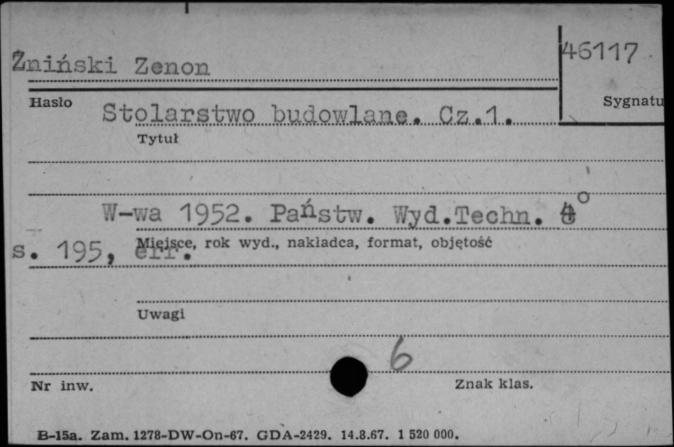 Żniński Zenon
46117
Hasło
Sygnatu
Stolarstwo budowlane. Cz.1.
Tytuł
W-wa 1952. Państw. Wyd.Techn. 4°
Miejsce, rok wyd., nakładca, format, objętość
s. 195, err.
Uwagi
6
Nr inw.
Znak klas.
B-15a. Zam. 1278-DW-On-67. GDA-2429. 14.8.67. 1 520 000.